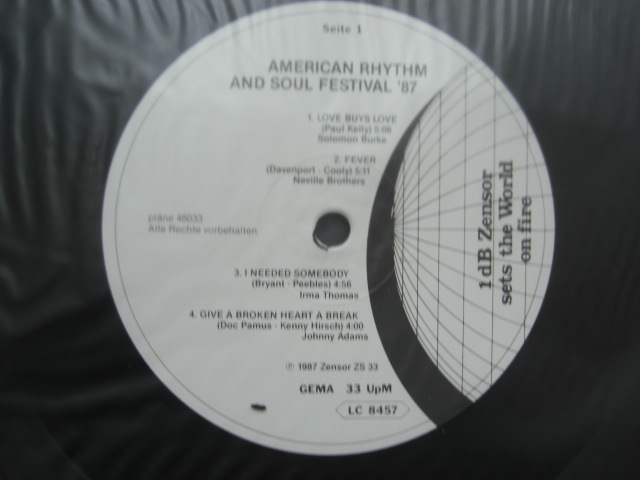 Seite 1
AMERICAN RHYTHM
AND SOUL FESTIVAL '87
1. LOVE BUYS LOVE
(Paul Kelly) 5:06
Solomon Burke
2. FEVER
(Davenport - Cooly) 5:11
Neville Brothers
pläne 48033
Alle Rechte vorbehalten
3. I NEEDED SOMEBODY
(Bryant - Peebles) 4:56
Irma Thomas
4. GIVE A BROKEN HEART A BREAK
(Doc Pamus - Kenny Hirsch) 4:00
Johnny Adams
℗ 1987 Zensor ZS 33
GEMA 33 UpM
LC 8457
1dB Zensor
sets the World
on fire